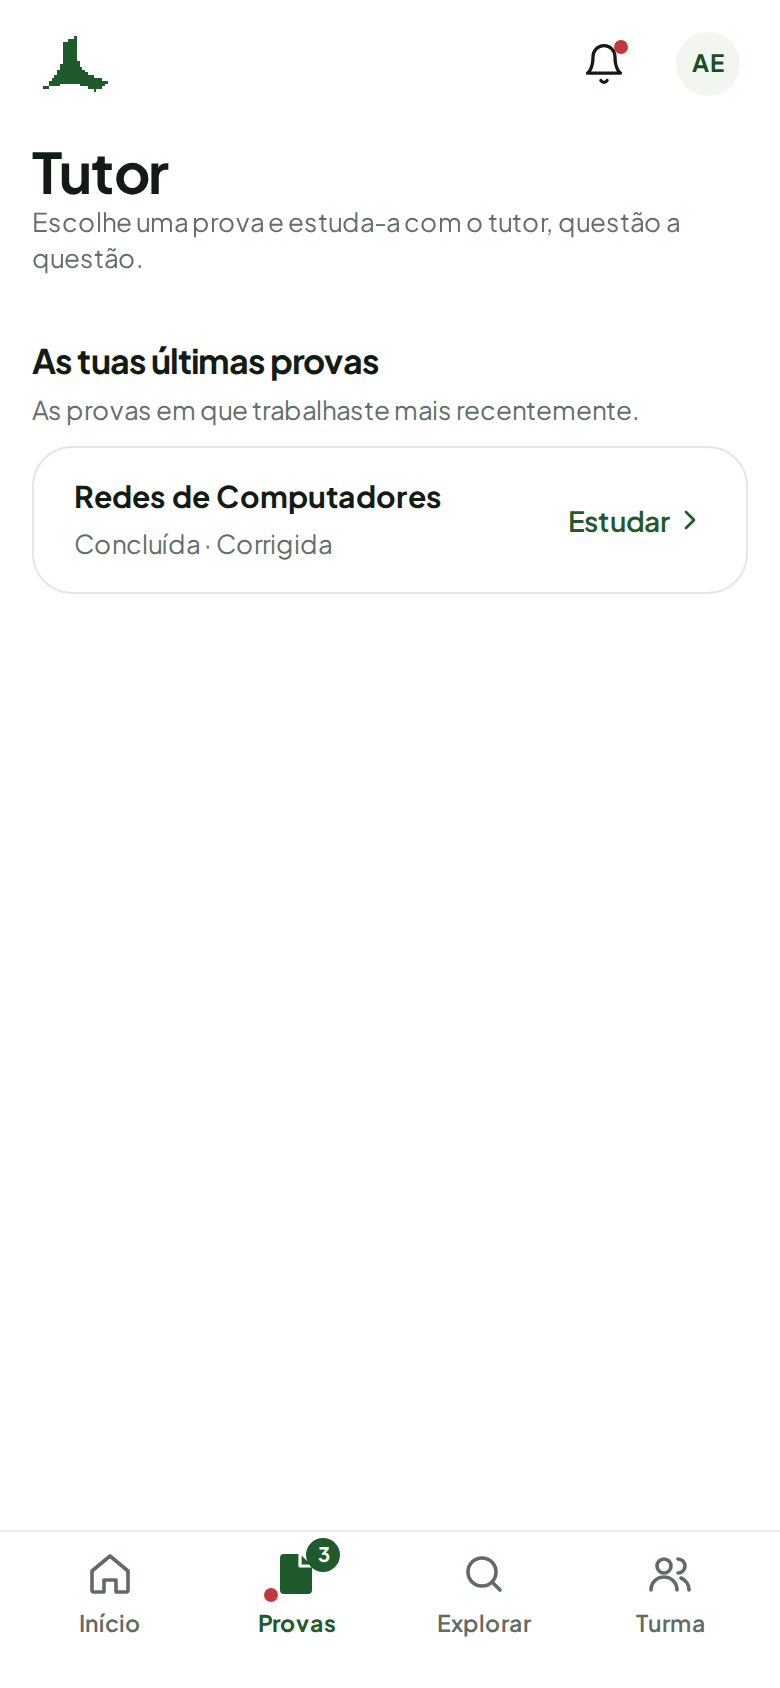 AE
Tutor
Escolhe uma prova e estuda-a com o tutor, questão a
questão.
As tuas últimas provas
As provas em que trabalhaste mais recentemente.
Redes de Computadores
Concluída · Corrigida
Estudar
3
Início
Provas
Explorar
Turma